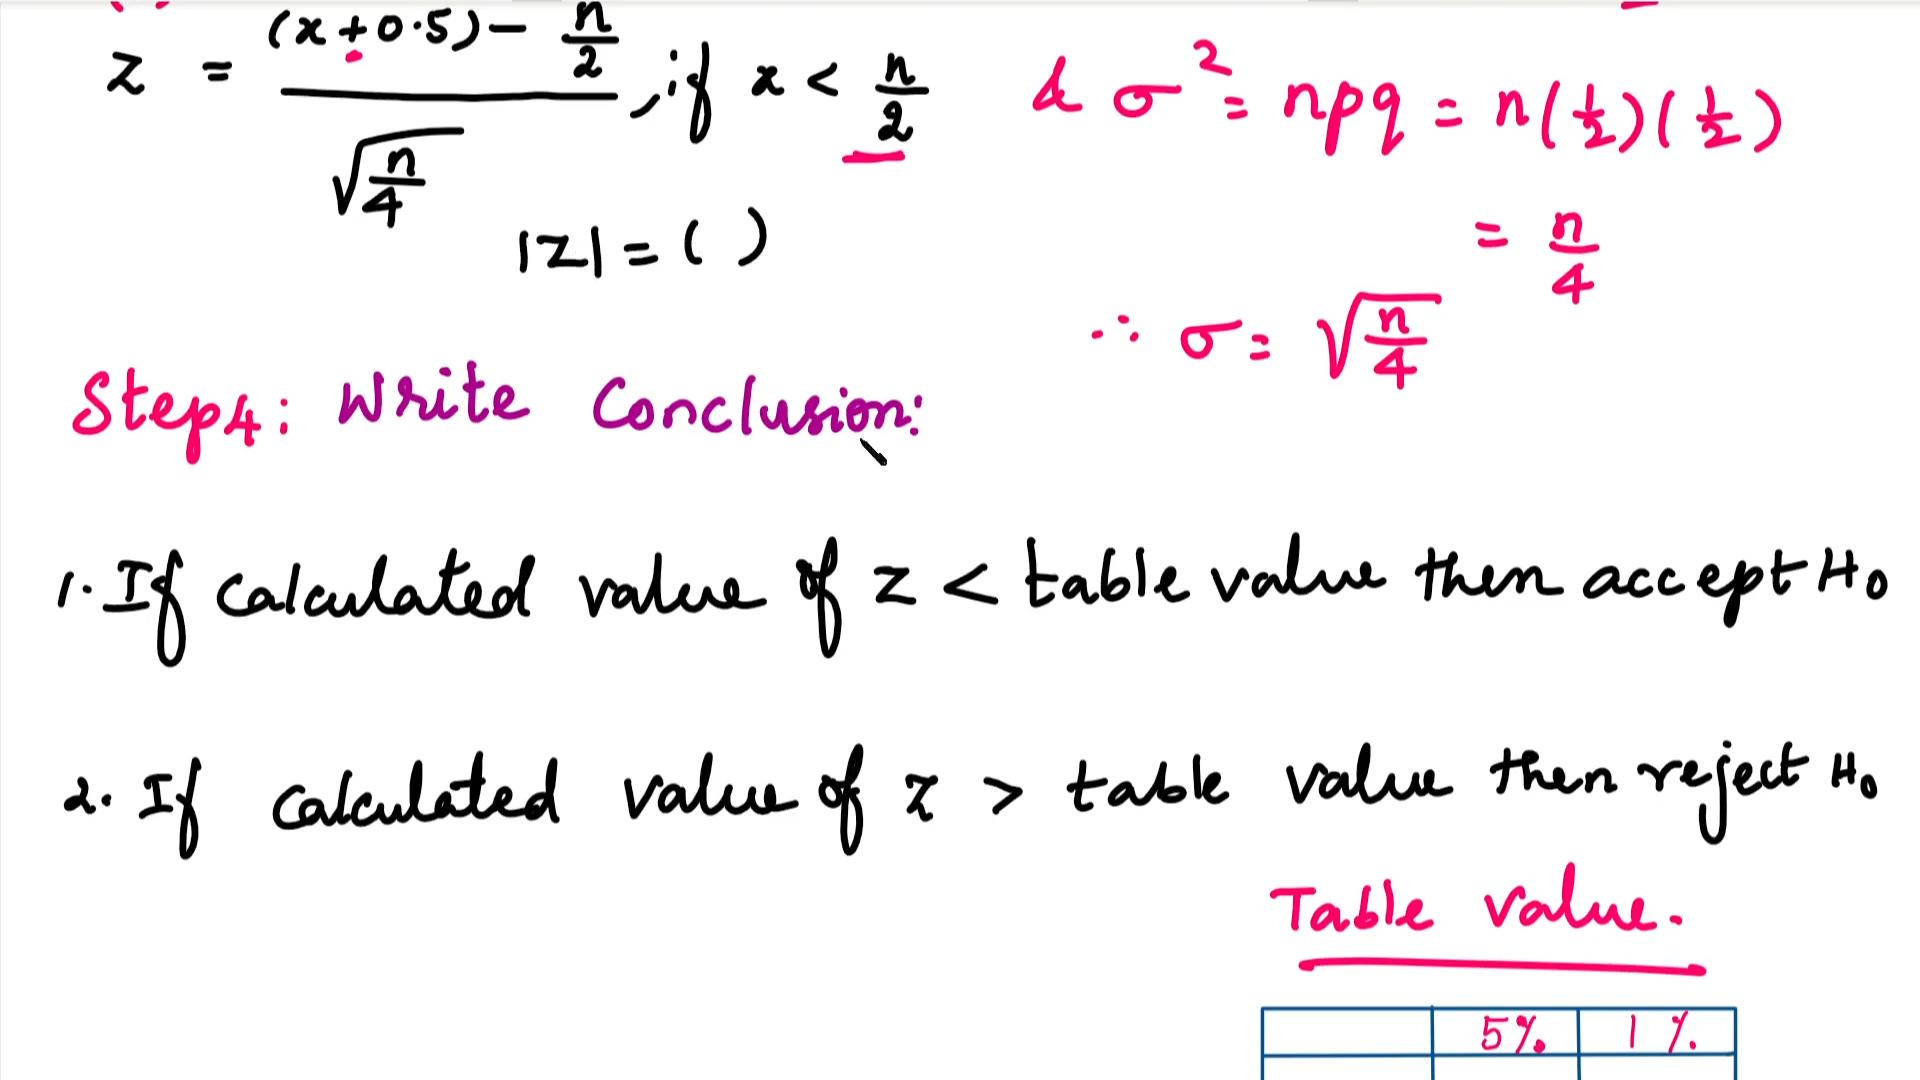 z = (x+0.5) - n/2 / √n/4 , if x < n/2
& σ² = npq = n(1/2)(1/2)
= n/4
|Z| = ( )
∴ σ = √n/4
Step4: Write Conclusion:
1. If calculated value of z < table value then accept H₀
2. If calculated value of z > table value then reject H₀
Table value.
5% 1%